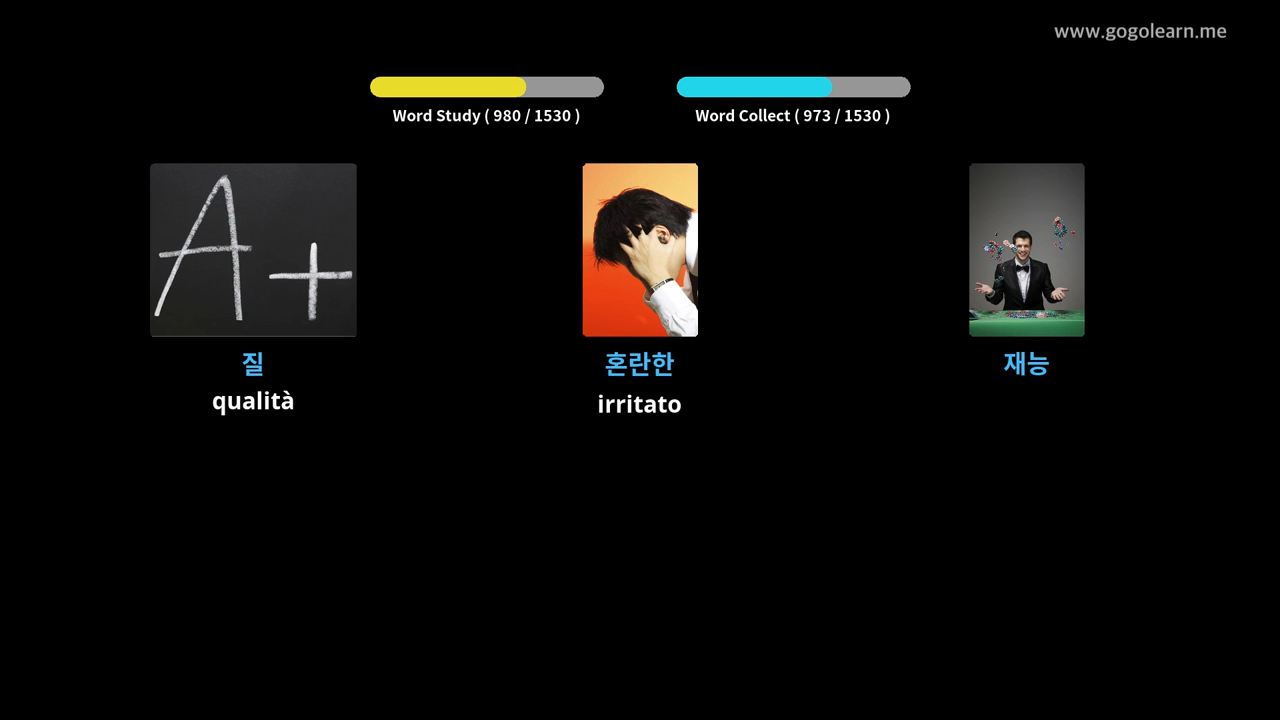 www.gogolearn.me
Word Study ( 980 / 1530 )
Word Collect ( 973 / 1530 )
A+
질
qualità
혼란한
irritato
재능